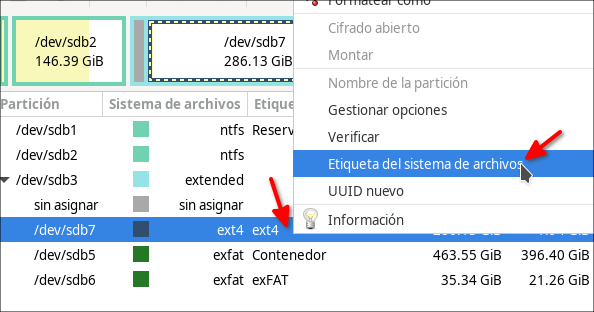 Formatear como
/dev/sdb2
146.39 GiB
/dev/sdb7
286.13 GiB
Cifrado abierto
Montar
Nombre de la partición
Gestionar opciones
Verificar
Etiqueta del sistema de archivos
UUID nuevo
Información
Partición Sistema de archivos Etique
/dev/sdb1 ntfs Reserv
/dev/sdb2 ntfs
/dev/sdb3 extended
sin asignar sin asignar
/dev/sdb7 ext4 ext4
/dev/sdb5 exfat Contenedor 463.55 GiB 396.40 GiB
/dev/sdb6 exfat exFAT 35.34 GiB 21.26 GiB